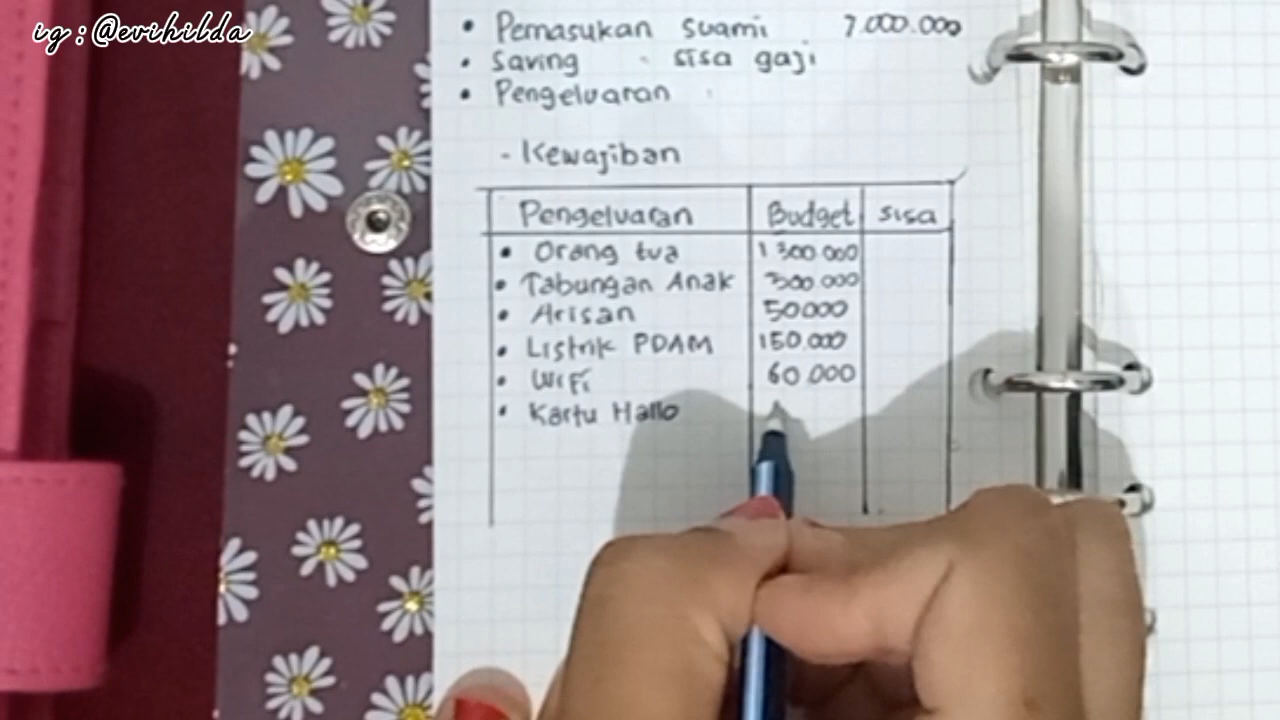 ig : @evihilda
• Pemasukan suami 7.000.000
• Saving - sisa gaji
• Pengeluaran
- Kewajiban
Pengeluaran Budget sisa
• Orang tua 1 300.000
• Tabungan Anak 300.000
• Arisan 50.000
• Listrik PDAM 150.000
• Wifi 60.000
• Kartu Hallo